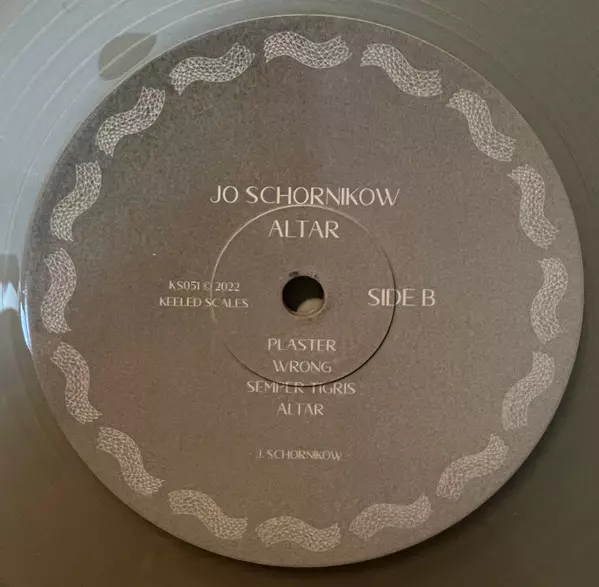 JO SCHORNIKOW
ALTAR
KS051 © 2022
KEELED SCALES
SIDE B
PLASTER
WRONG
SEMPER TIGRIS
ALTAR
- J. SCHORNIKOW -